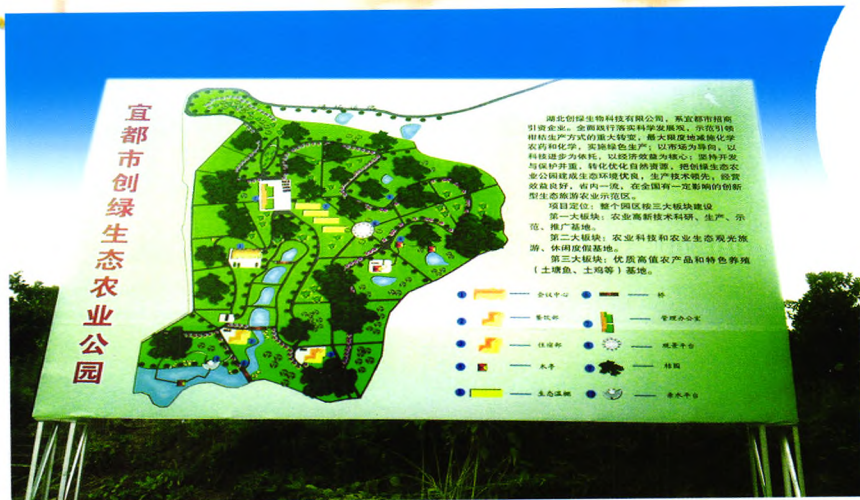 宜都市创绿生态农业公园
湖北创绿生物科技有限公司，系宜都市招商
引资企业。全面践行落实科学发展观，示范引领
柑桔生产方式的重大转变，最大限度地减施化学
农药和化学，实施绿色生产；以市场为导向，以
科技进步为依托，以经济效益为核心；坚持开发
与保护并重，转化优化自然资源，把创绿生态农
业公园建成生态环境优良，生产技术领先，经营
效益良好，省内一流，在全国有一定影响的创新
型生态旅游农业示范区。
项目定位：整个园区按三大板块建设
第一大板块：农业高新技术科研、生产、示
范、推广基地。
第二大板块：农业科技和农业生态观光旅
游、休闲度假基地。
第三大板块：优质高值农产品和特色养殖
（土塘鱼、土鸡等）基地。
会议中心
餐饮部
住宿部
水亭
生态温棚
桥
管理办公室
观景平台
桔园
亲水平台